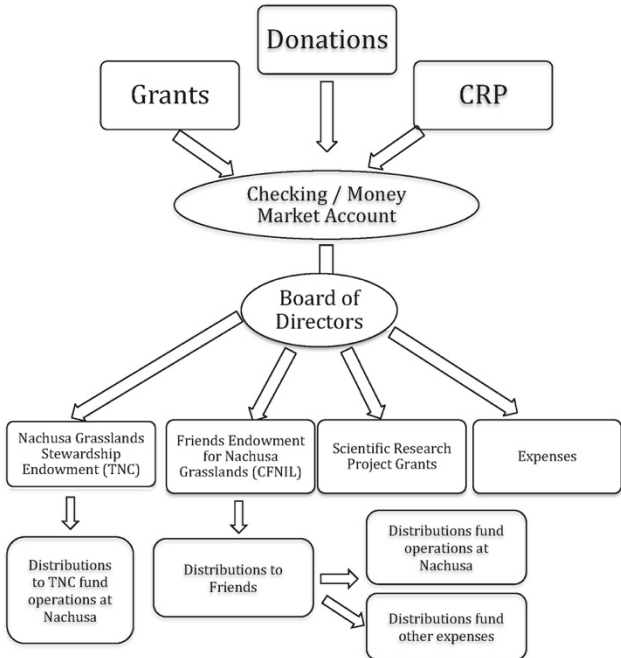 Donations
Grants
CRP
Checking / Money
Market Account
Board of
Directors
Nachusa Grasslands
Stewardship
Endowment (TNC)
Friends Endowment
for Nachusa
Grasslands (CFNIL)
Scientific Research
Project Grants
Expenses
Distributions
to TNC fund
operations at
Nachusa
Distributions to
Friends
Distributions fund
operations at
Nachusa
Distributions fund
other expenses